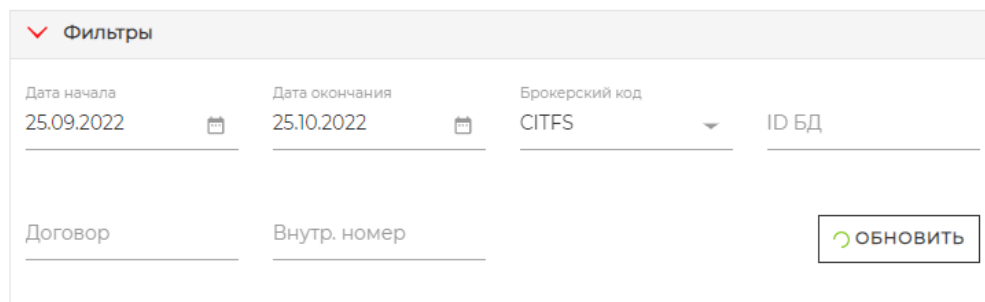 Фильтры
Дата начала
25.09.2022
Дата окончания
25.10.2022
Брокерский код
CITFS
ID БД
Договор
Внутр. номер
ОБНОВИТЬ